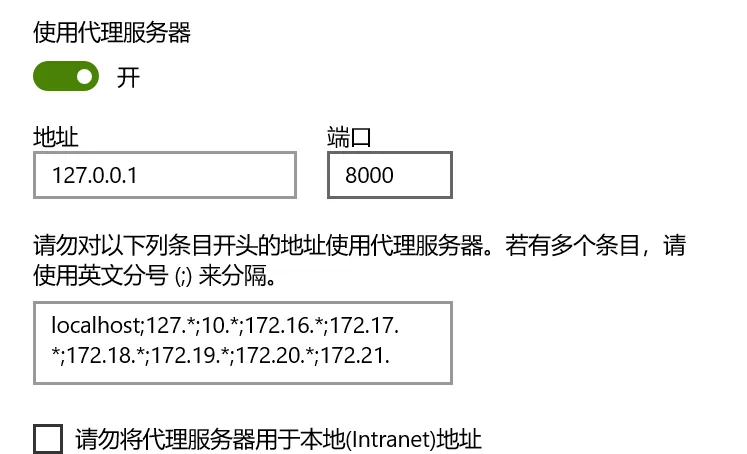 使用代理服务器
开
地址
端口
127.0.0.1
8000
请勿对以下列条目开头的地址使用代理服务器。若有多个条目，请
使用英文分号 (;) 来分隔。
localhost;127.*;10.*;172.16.*;172.17.
*;172.18.*;172.19.*;172.20.*;172.21.
请勿将代理服务器用于本地(Intranet)地址